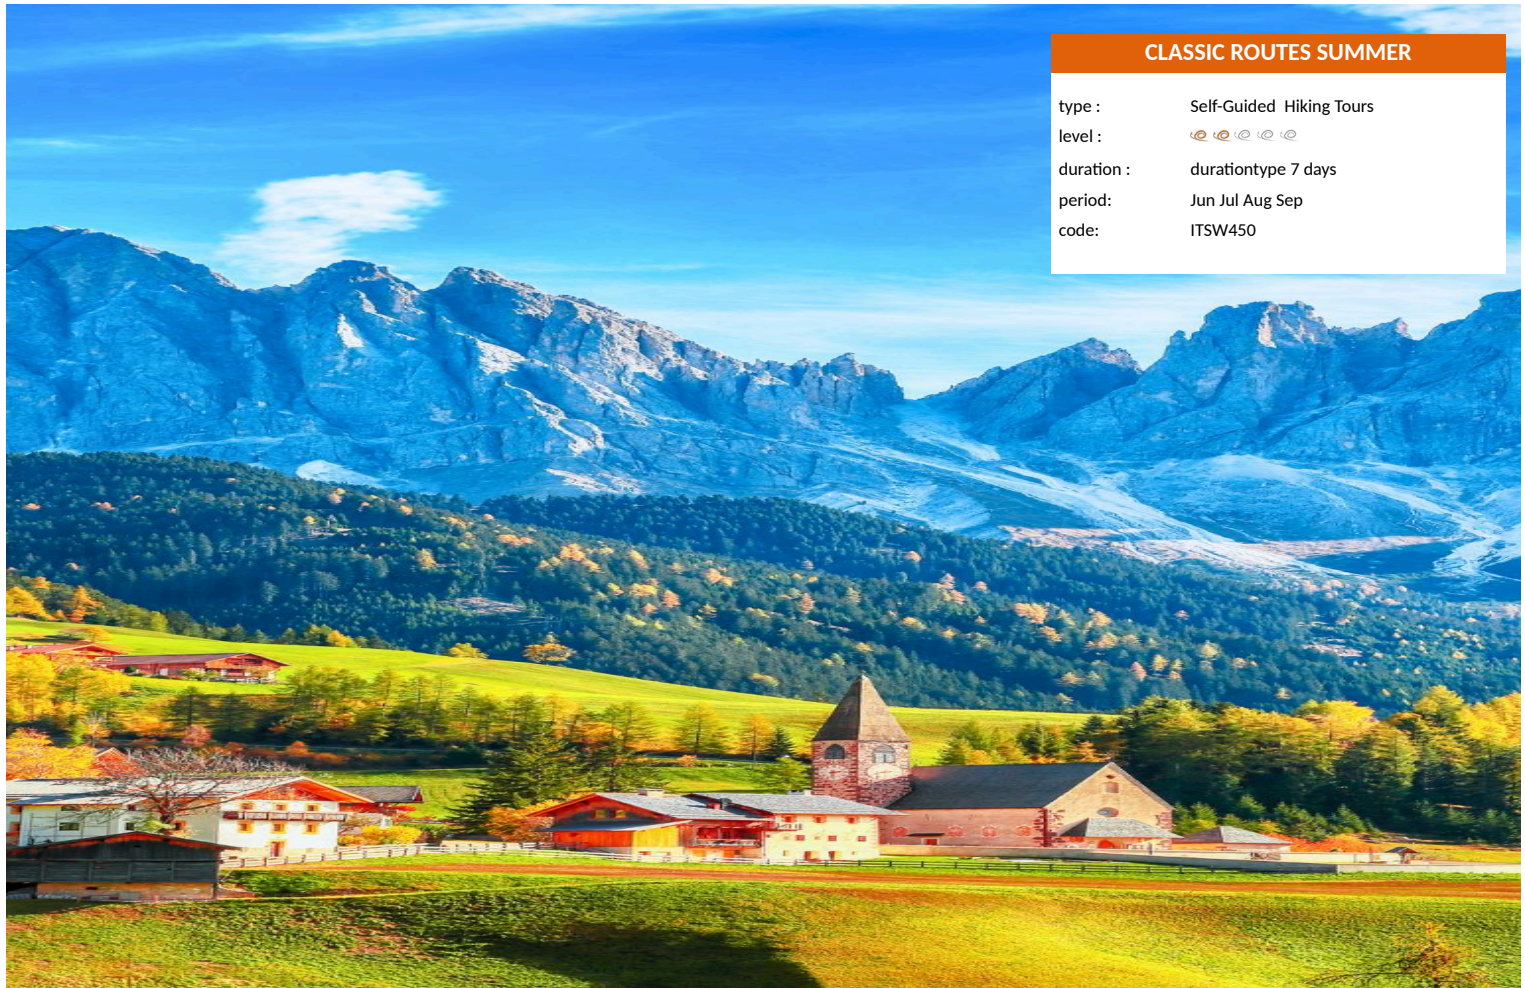 CLASSIC ROUTES SUMMER
type : Self-Guided  Hiking Tours
level :
duration : durationtype 7 days
period: Jun Jul Aug Sep
code: ITSW450